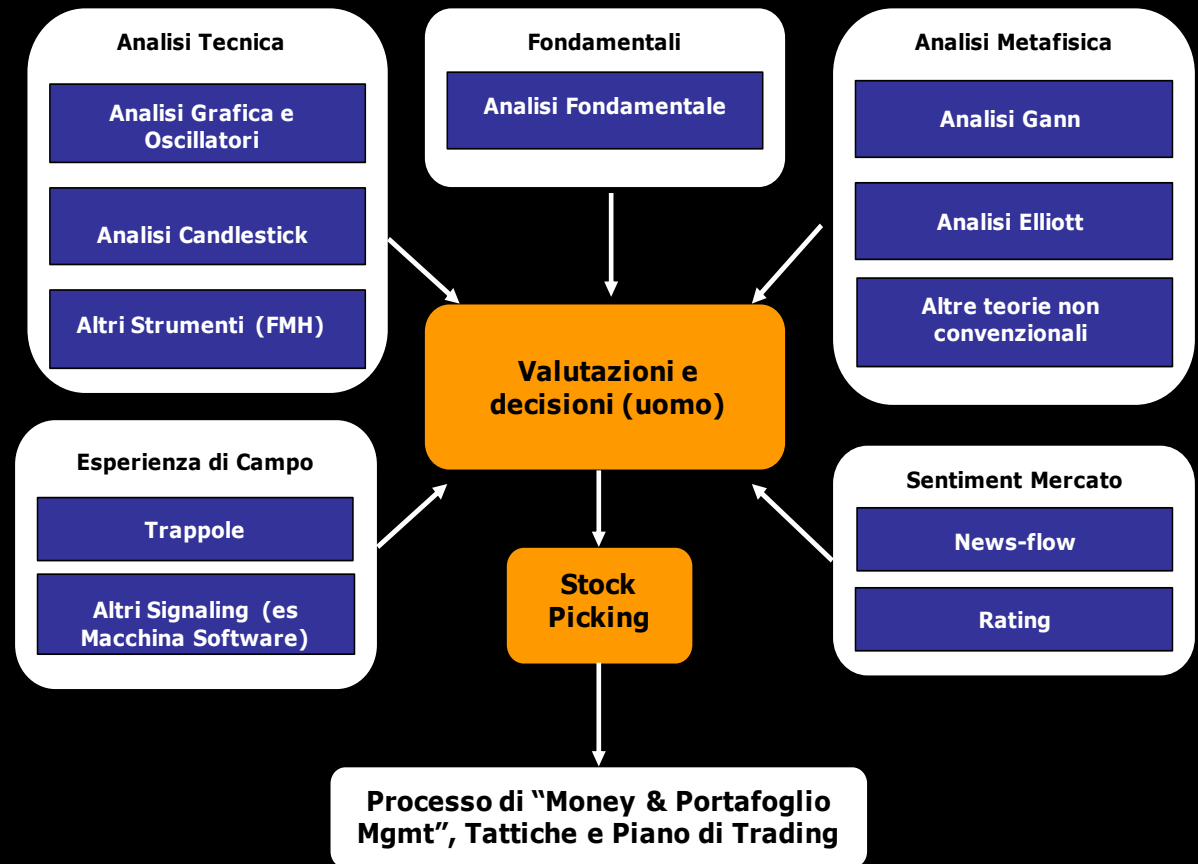 Analisi Tecnica
Analisi Grafica e
Oscillatori
Analisi Candlestick
Altri Strumenti (FMH)
Fondamentali
Analisi Fondamentale
Analisi Metafisica
Analisi Gann
Analisi Elliott
Altre teorie non
convenzionali
Valutazioni e
decisioni (uomo)
Esperienza di Campo
Trappole
Altri Signaling (es
Macchina Software)
Sentiment Mercato
News-flow
Rating
Stock
Picking
Processo di “Money & Portafoglio
Mgmt”, Tattiche e Piano di Trading